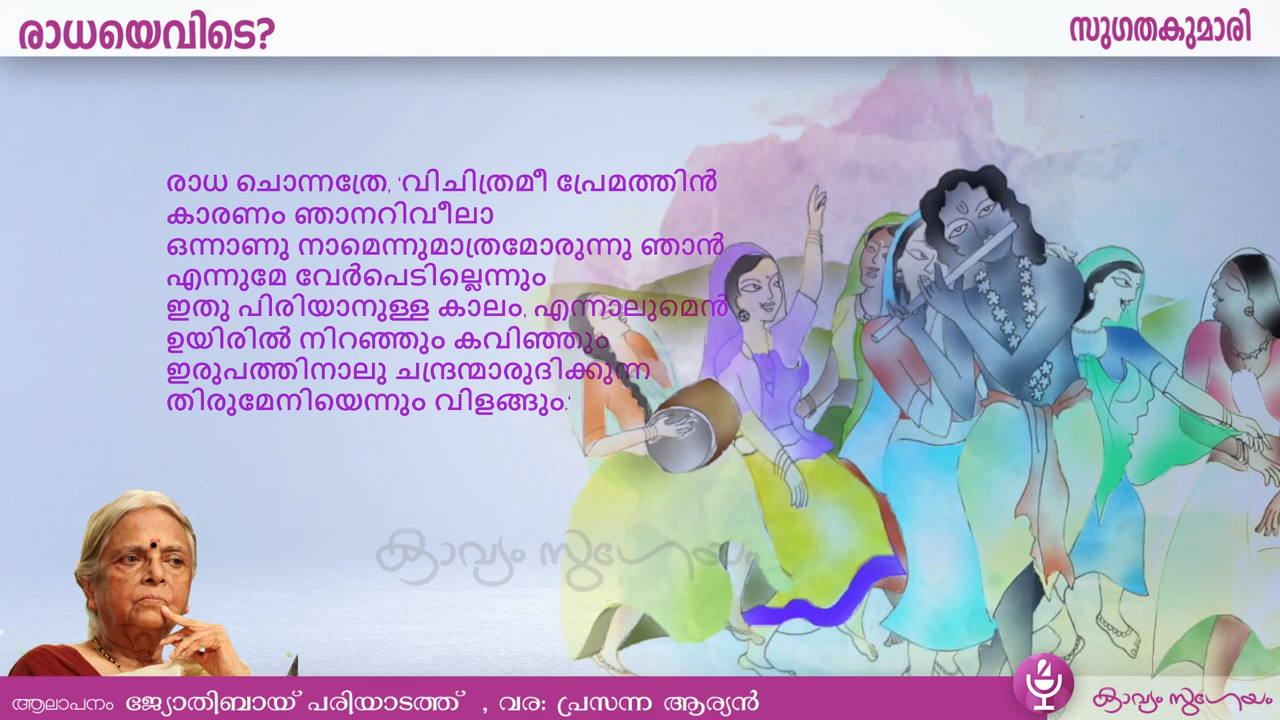 രാധയെവിടെ?
സുഗതകുമാരി
രാധ ചൊന്നത്രേ, ‘വിചിത്രമീ പ്രേമത്തിൻ
കാരണം ഞാനറിവീലാ
ഒന്നാണു നാമെന്നുമാത്രമോരുന്നു ഞാൻ
എന്നുമേ വേർപെടില്ലെന്നും
ഇതു പിരിയാനുള്ള കാലം, എന്നാലുമെൻ
ഉയിരിൽ നിറഞ്ഞും കവിഞ്ഞും
ഇരുപത്തിനാലു ചന്ദ്രന്മാരുദിക്കുന്ന
തിരുമേനിയെന്നും വിളങ്ങും.‘
കാവ്യം സുഗേയം
ആലാപനം ജ്യോതിബായ് പരിയാടത്ത് , വര: പ്രസന്ന ആര്യൻ
കാവ്യം സുഗേയം